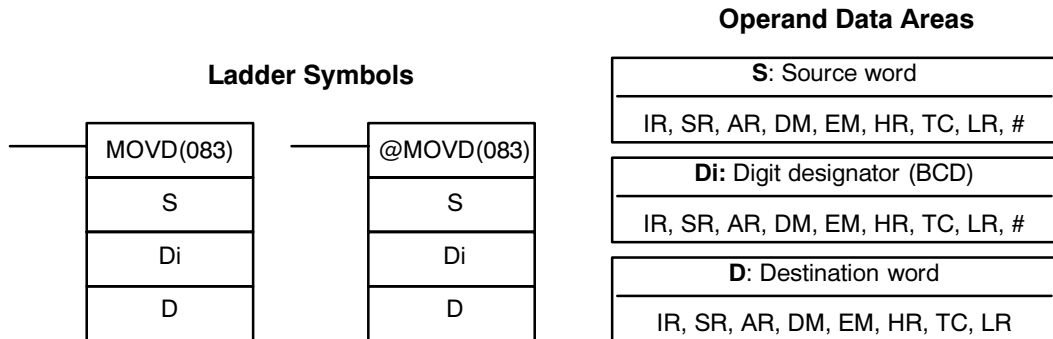 Ladder Symbols
MOVD(083)
S
Di
D
@MOVD(083)
S
Di
D
Operand Data Areas
S: Source word
IR, SR, AR, DM, EM, HR, TC, LR, #
Di: Digit designator (BCD)
IR, SR, AR, DM, EM, HR, TC, LR, #
D: Destination word
IR, SR, AR, DM, EM, HR, TC, LR